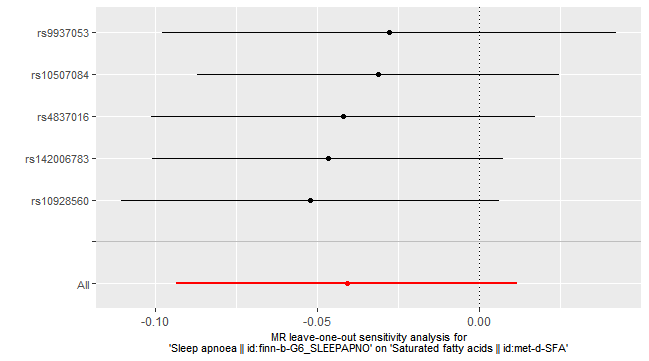 rs9937053
rs10507084
rs4837016
rs142006783
rs10928560
All
-0.10 -0.05 0.00
MR leave-one-out sensitivity analysis for
'Sleep apnoea || id:finn-b-G6_SLEEPAPNO' on 'Saturated fatty acids || id:met-d-SFA'